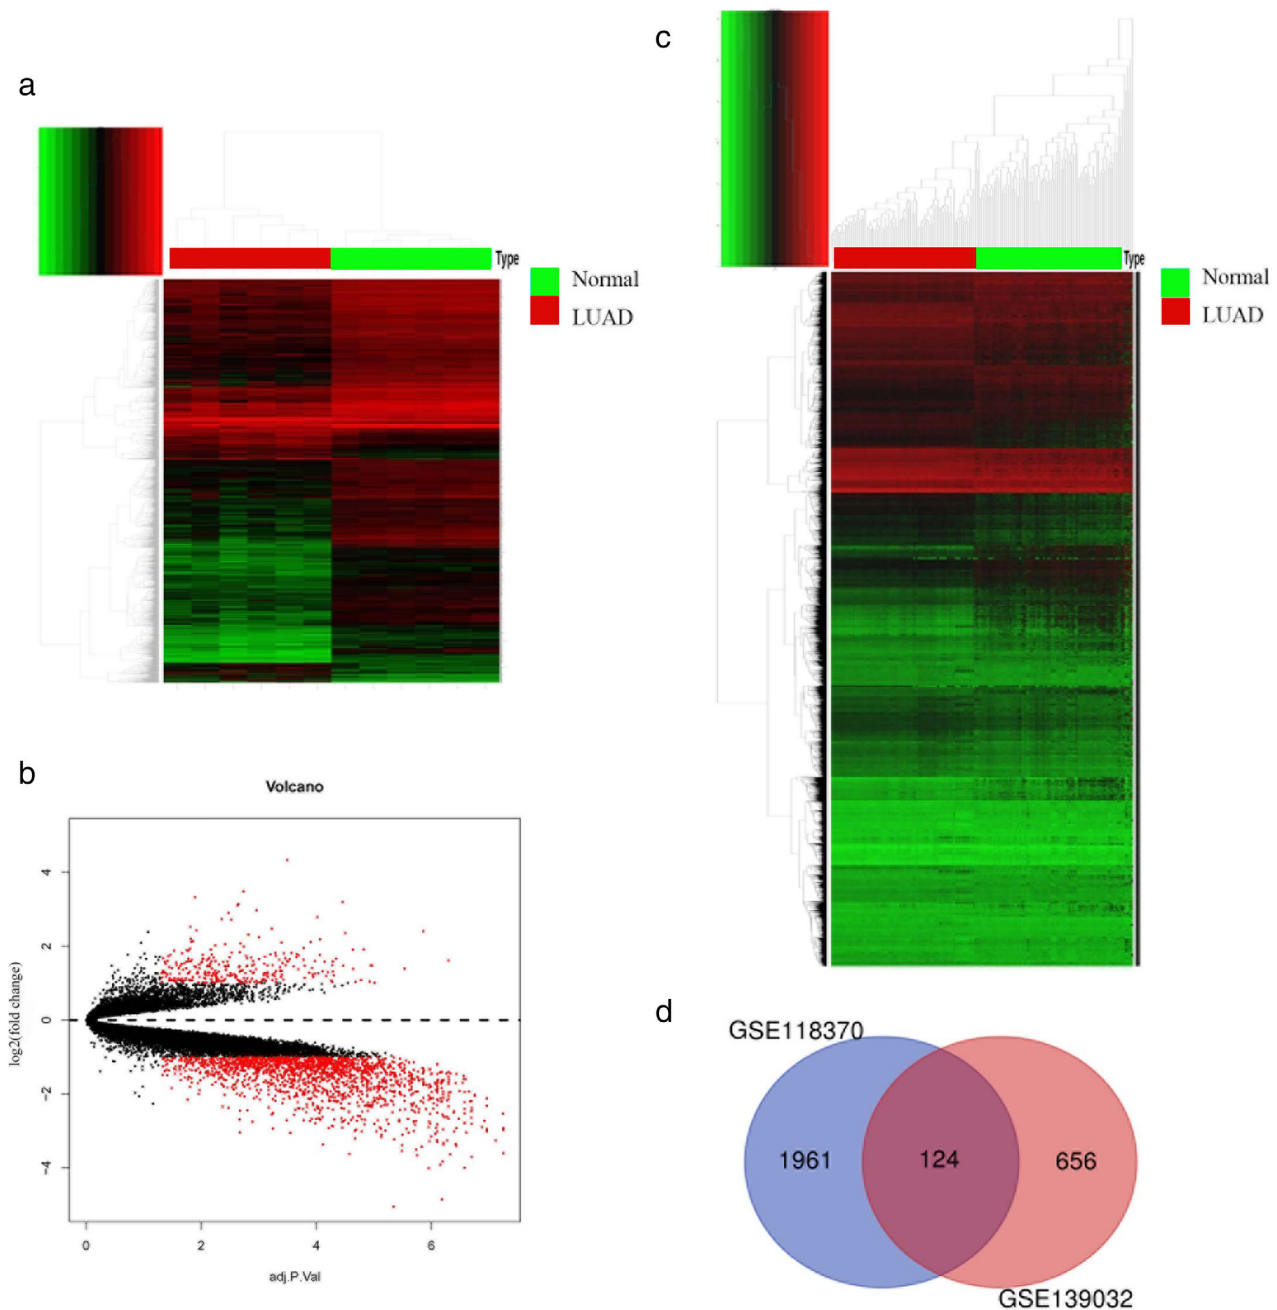 a
Type
Normal
LUAD
b
Volcano
log2(fold change)
4
2
0
−2
−4
0 2 4 6
adj.P.Val
c
Type
Normal
LUAD
d
GSE118370
1961 124 656
GSE139032